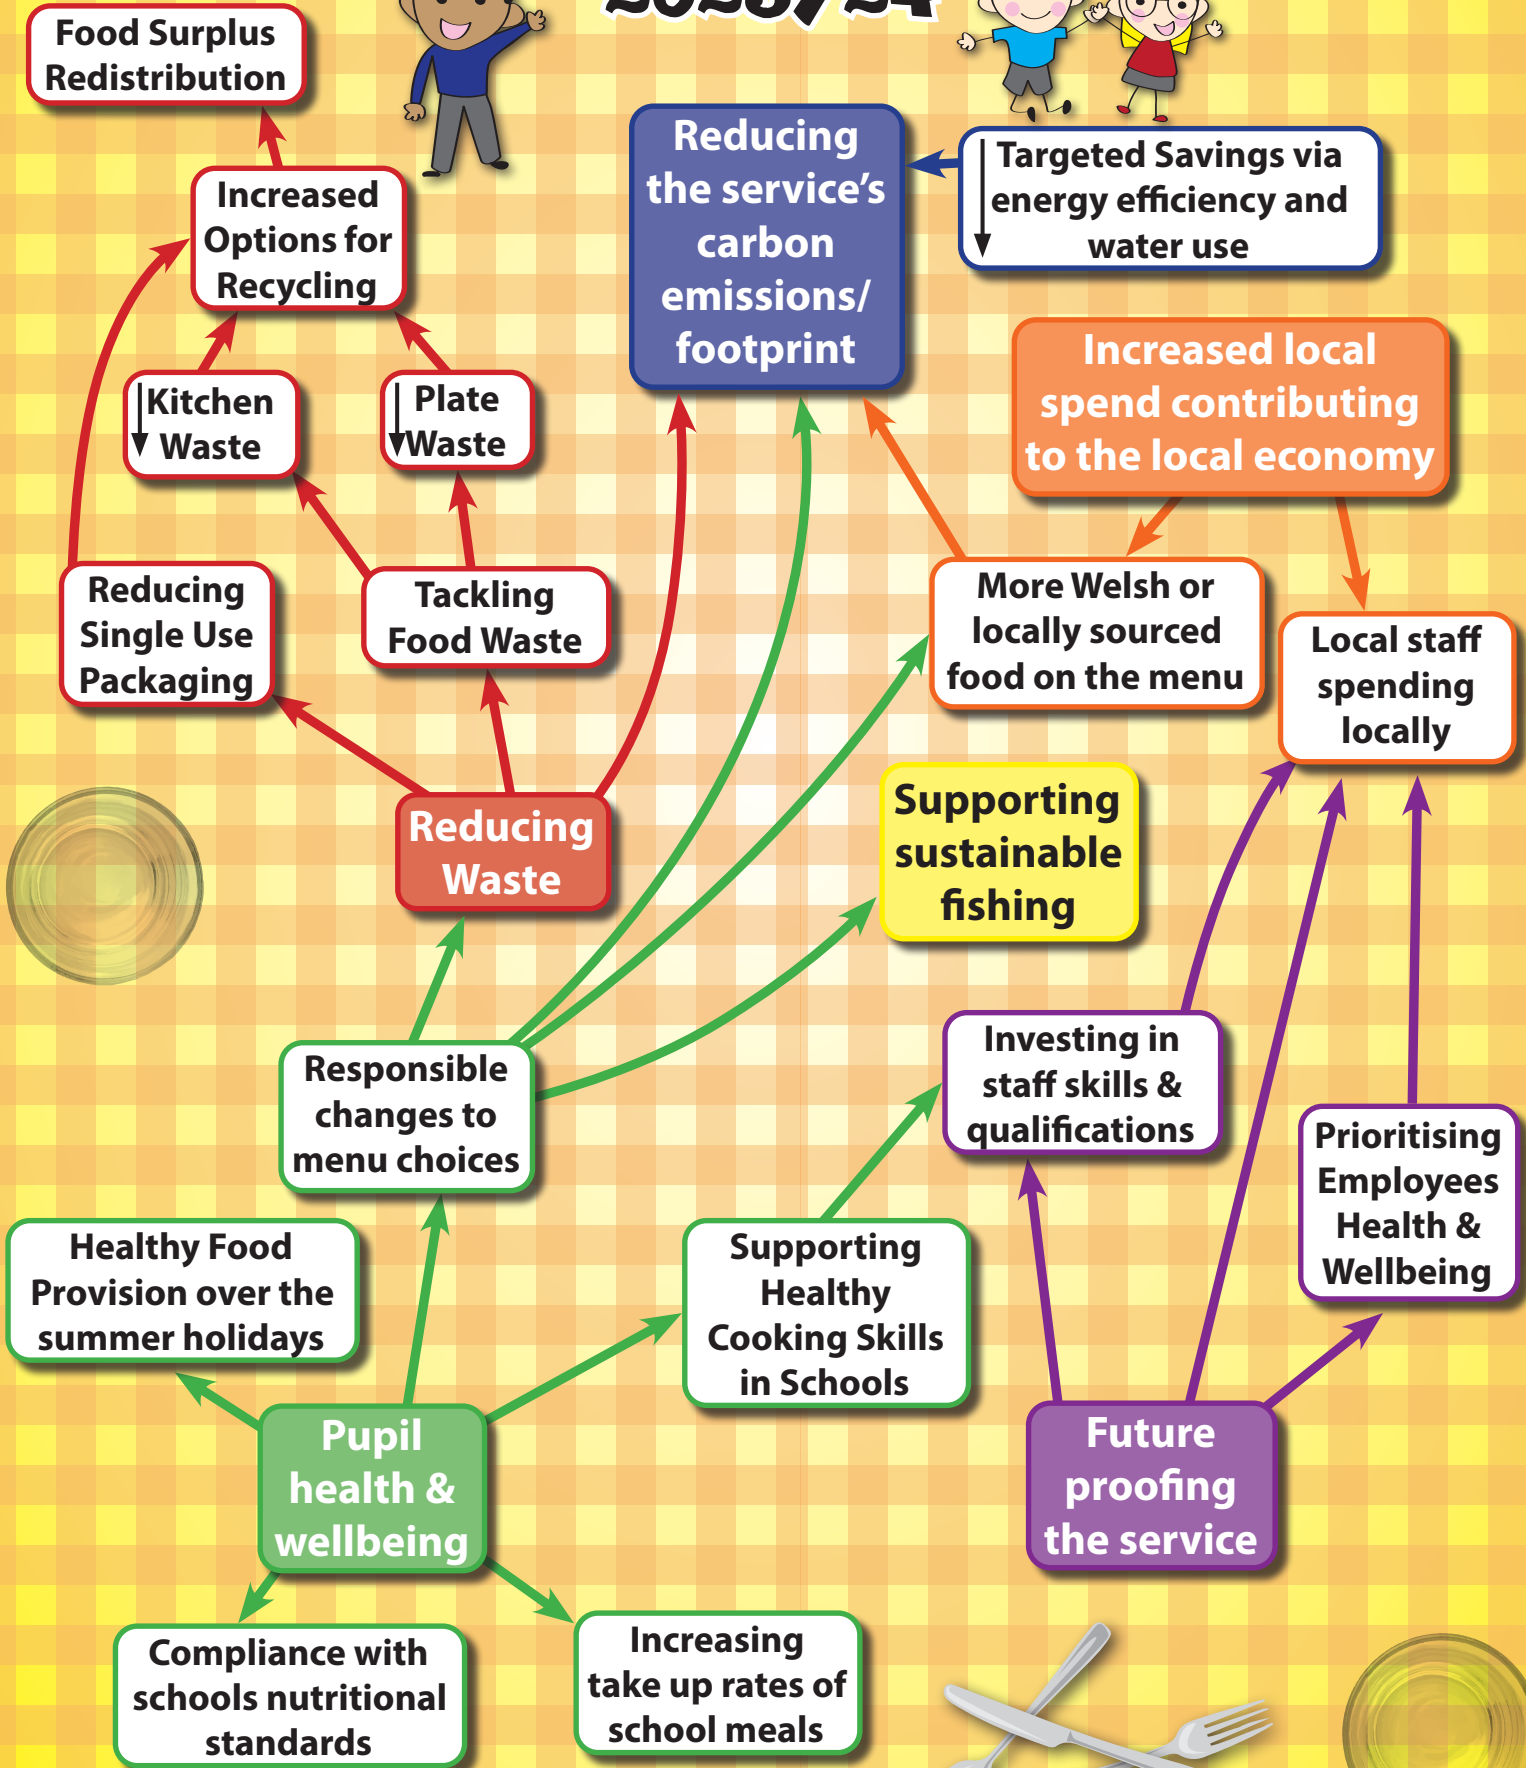 2023/24
Food Surplus
Redistribution
Increased
Options for
Recycling
Kitchen
Waste
Plate
Waste
Reducing
Single Use
Packaging
Tackling
Food Waste
Reducing
Waste
Reducing
the service's
carbon
emissions/
footprint
Targeted Savings via
energy efficiency and
water use
Increased local
spend contributing
to the local economy
More Welsh or
locally sourced
food on the menu
Local staff
spending
locally
Supporting
sustainable
fishing
Responsible
changes to
menu choices
Investing in
staff skills &
qualifications
Prioritising
Employees
Health &
Wellbeing
Healthy Food
Provision over the
summer holidays
Supporting
Healthy
Cooking Skills
in Schools
Pupil
health &
wellbeing
Future
proofing
the service
Compliance with
schools nutritional
standards
Increasing
take up rates of
school meals